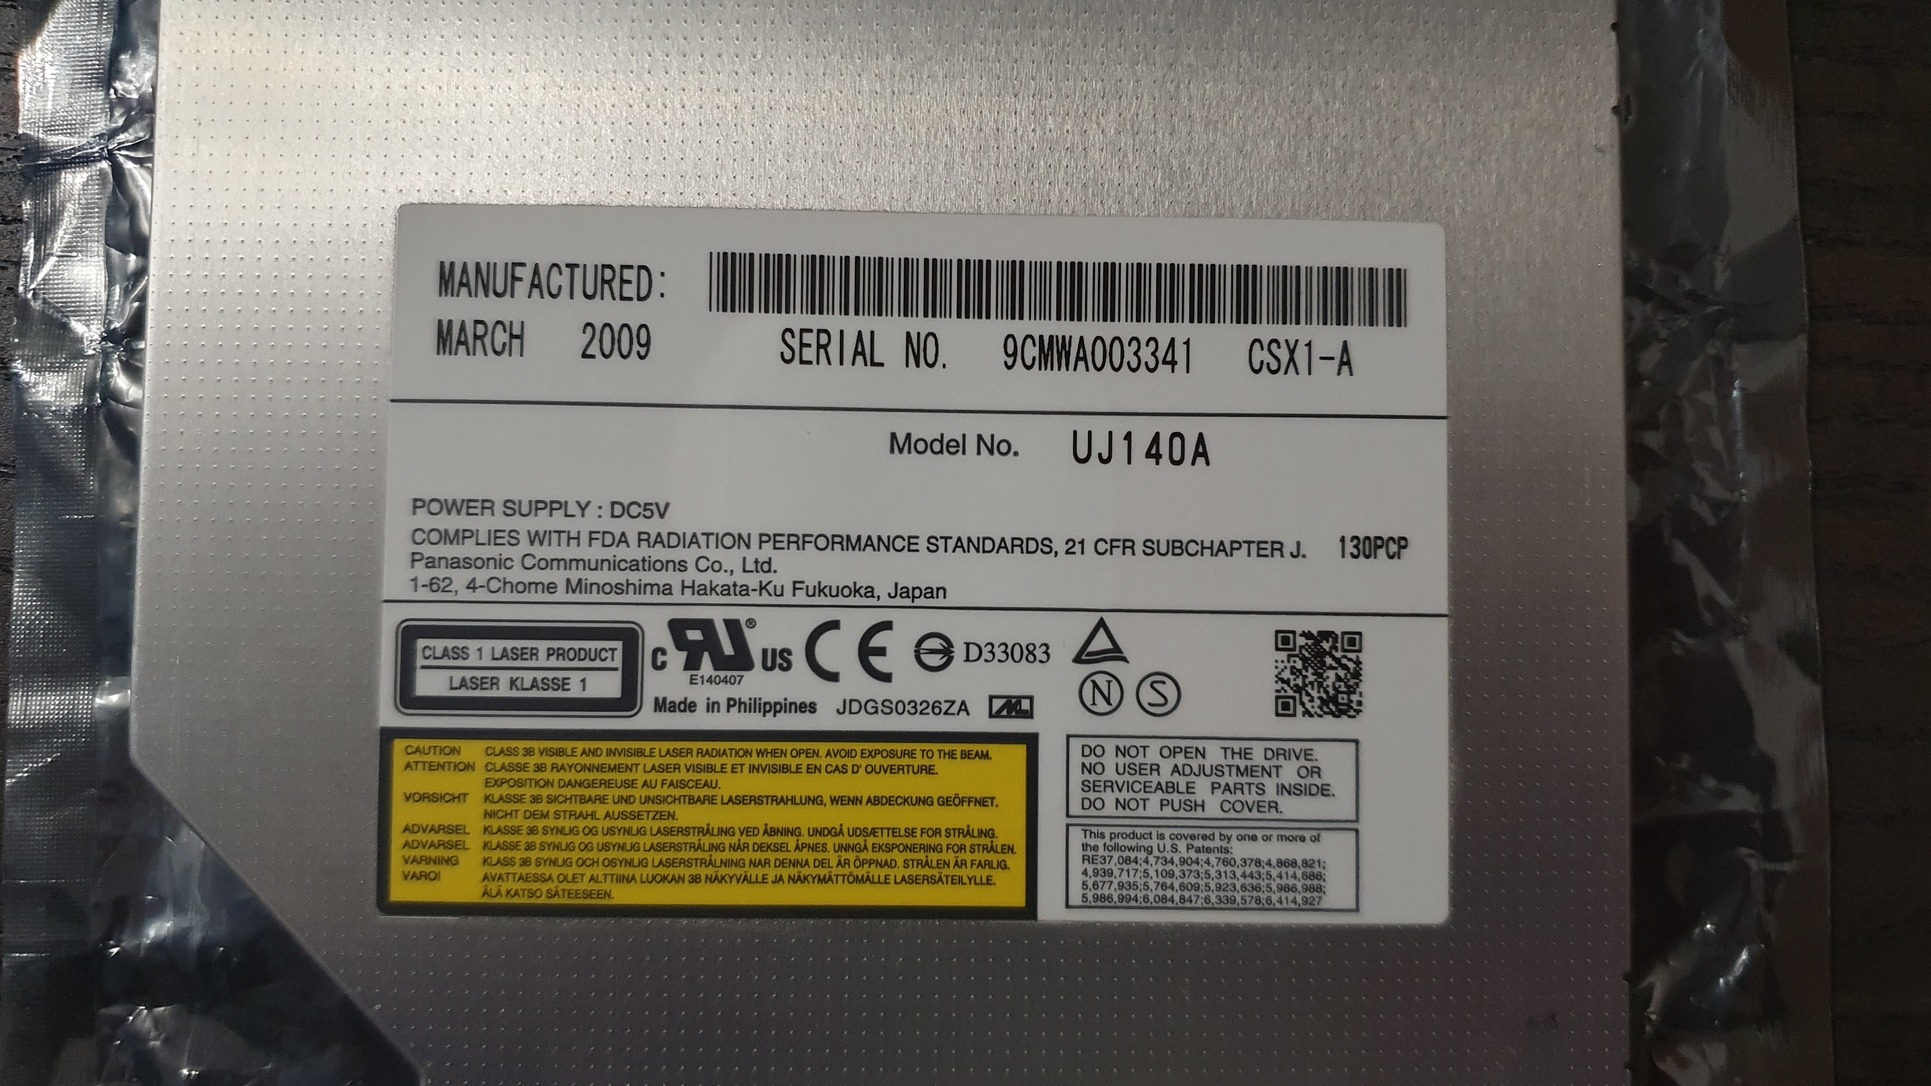 MANUFACTURED:
MARCH 2009 SERIAL NO. 9CMWA003341 CSX1-A
Model No. UJ140A
POWER SUPPLY : DC5V
COMPLIES WITH FDA RADIATION PERFORMANCE STANDARDS, 21 CFR SUBCHAPTER J. 130PCP
Panasonic Communications Co., Ltd.
1-62, 4-Chome Minoshima Hakata-Ku Fukuoka, Japan
CLASS 1 LASER PRODUCT
LASER KLASSE 1
C RU ® US CE D33083
E140407
N S
Made in Philippines JDGS0326ZA
CAUTION CLASS 3B VISIBLE AND INVISIBLE LASER RADIATION WHEN OPEN. AVOID EXPOSURE TO THE BEAM.
ATTENTION CLASSE 3B RAYONNEMENT LASER VISIBLE ET INVISIBLE EN CAS D' OUVERTURE.
EXPOSITION DANGEREUSE AU FAISCEAU.
VORSICHT KLASSE 3B SICHTBARE UND UNSICHTBARE LASERSTRAHLUNG, WENN ABDECKUNG GEÖFFNET.
NICHT DEM STRAHL AUSSETZEN.
ADVARSEL KLASSE 3B SYNLIG OG USYNLIG LASERSTRÅLING VED ÅBNING. UNDGÅ UDSÆTTELSE FOR STRÅLING.
ADVARSEL KLASSE 3B SYNLIG OG USYNLIG LASERSTRÅLING NÅR DEKSEL ÅPNES. UNNGÅ EKSPONERING FOR STRÅLEN.
VARNING KLASS 3B SYNLIG OCH OSYNLIG LASERSTRÅLNING NÄR DENNA DEL ÄR ÖPPNAD. STRÅLEN ÄR FARLIG.
VARO! AVATTAESSA OLET ALTTIINA LUOKAN 3B NÄKYVÄLLE JA NÄKYMÄTTÖMÄLLE LASERSÄTEILYLLE.
ÄLÄ KATSO SÄTEESEEN.
DO NOT OPEN THE DRIVE.
NO USER ADJUSTMENT OR
SERVICEABLE PARTS INSIDE.
DO NOT PUSH COVER.
This product is covered by one or more of
the following U.S. Patents:
RE37,084;4,734,904;4,760,378;4,868,821;
4,939,717;5,109,373;5,313,443;5,414,686;
5,677,935;5,764,609;5,923,636;5,986,988;
5,986,994;6,084,847;6,339,578;6,414,927